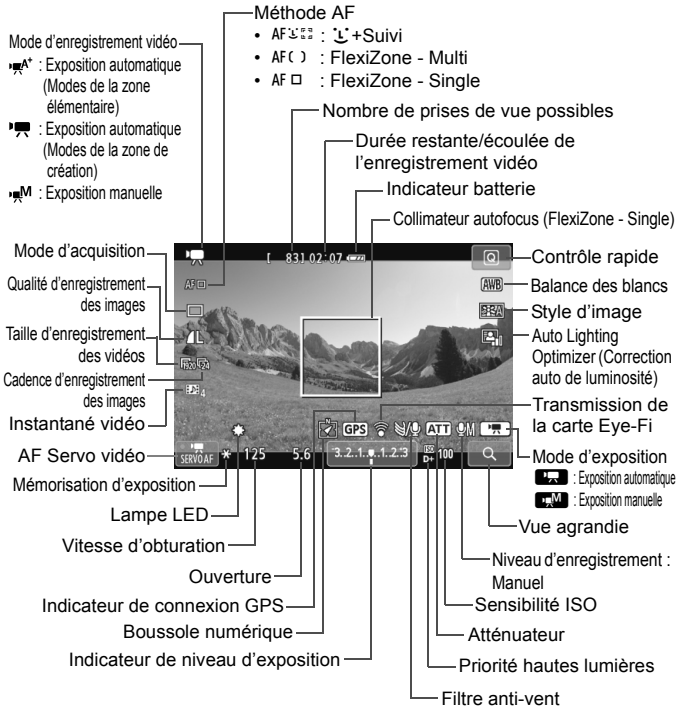 Méthode AF
• AF : +Suivi
• AF( ) : FlexiZone - Multi
• AF □ : FlexiZone - Single
Mode d'enregistrement vidéo
A+ : Exposition automatique
(Modes de la zone
élémentaire)
: Exposition automatique
(Modes de la zone de
création)
M : Exposition manuelle
Nombre de prises de vue possibles
Durée restante/écoulée de
l'enregistrement vidéo
Indicateur batterie
Collimateur autofocus (FlexiZone - Single)
Mode d'acquisition
Qualité d'enregistrement
des images
Taille d'enregistrement
des vidéos
Cadence d'enregistrement
des images
Instantané vidéo
AF Servo vidéo
Mémorisation d'exposition
Lampe LED
Vitesse d'obturation
Ouverture
Indicateur de connexion GPS
Boussole numérique
Indicateur de niveau d'exposition
[ 83] 02:07
Q
AF □
AWB
A
L
1920 24
4
N
GPS
ATT
M
SERVO AF
* 125 5.6 3..2..1..0..1..2..3 ISO D+ 100
Contrôle rapide
Balance des blancs
Style d'image
Auto Lighting
Optimizer (Correction
auto de luminosité)
Transmission de
la carte Eye-Fi
Mode d'exposition
: Exposition automatique
M : Exposition manuelle
Vue agrandie
Niveau d'enregistrement :
Manuel
Sensibilité ISO
Atténuateur
Priorité hautes lumières
Filtre anti-vent